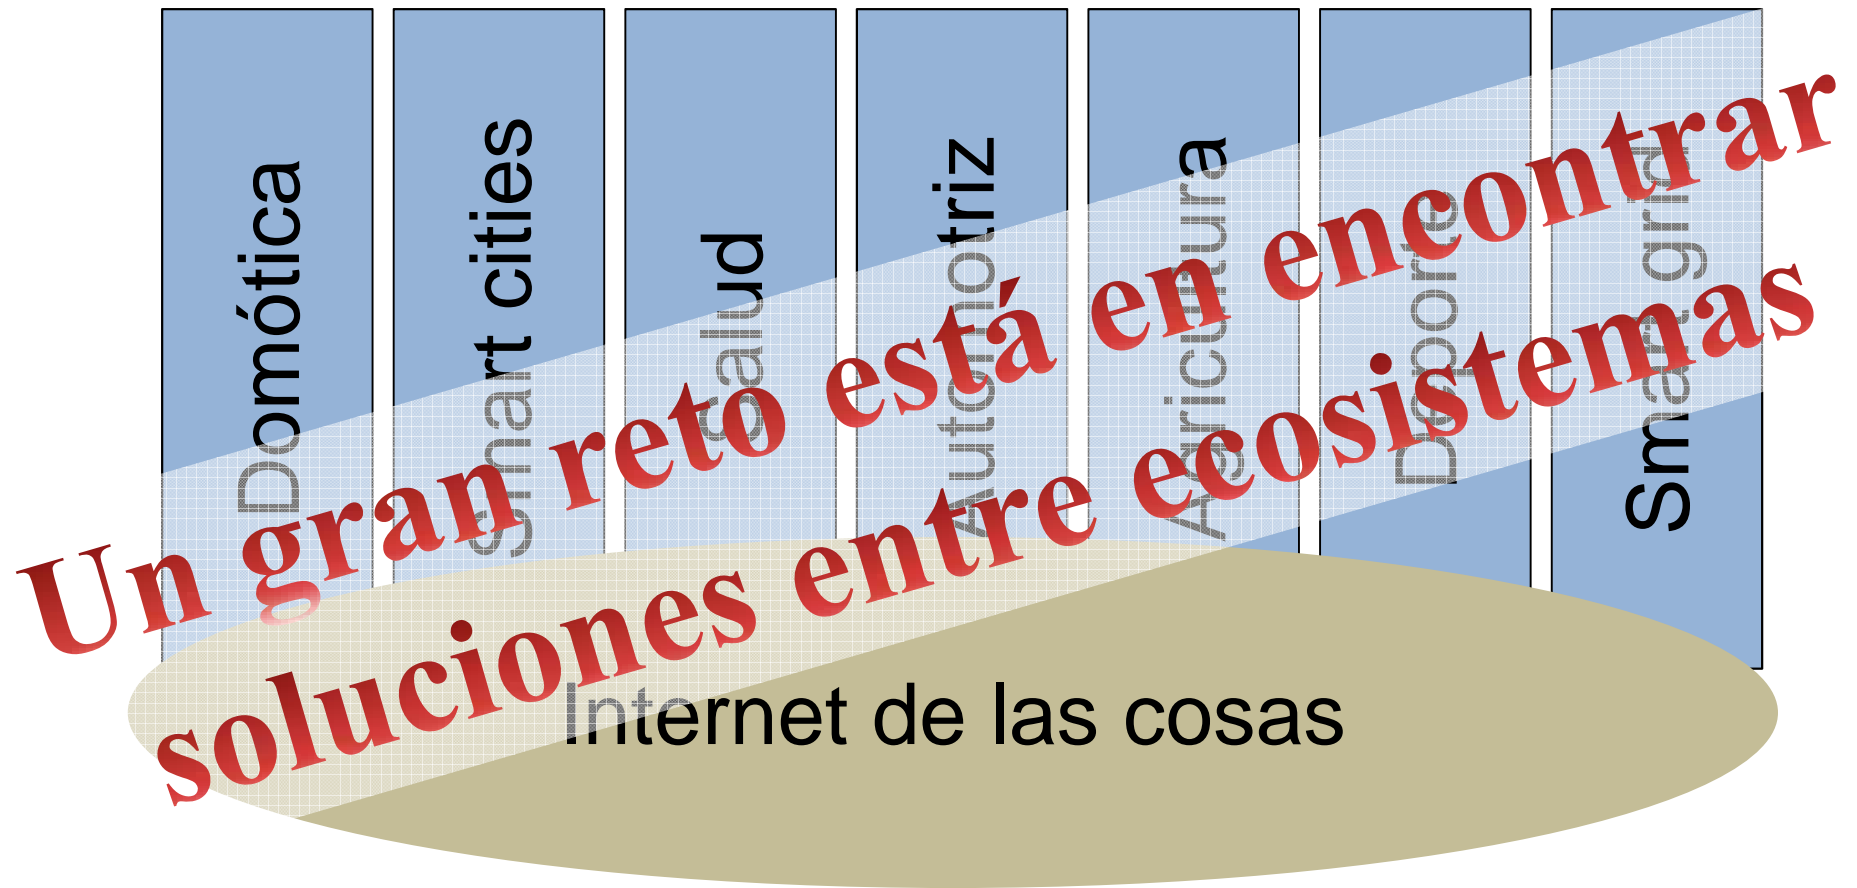 Domótica
Smart cities
Salud
Automotriz
Agricultura
Deporte
Smart grid
Un gran reto está en encontrar
soluciones entre ecosistemas
Internet de las cosas